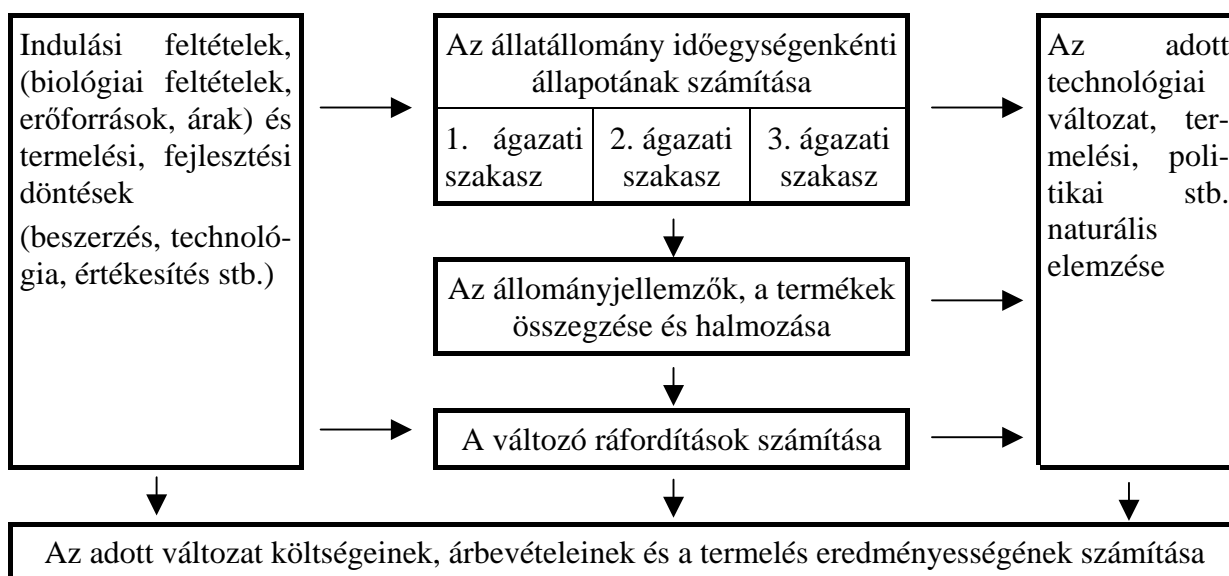 Indulási feltételek,
(biológiai feltételek,
erőforrások, árak) és
termelési, fejlesztési
döntések
(beszerzés, technoló-
gia, értékesítés stb.)
Az állatállomány időegységenkénti
állapotának számítása
1. ágazati
szakasz
2. ágazati
szakasz
3. ágazati
szakasz
Az állományjellemzők, a termékek
összegzése és halmozása
A változó ráfordítások számítása
Az adott
technológiai
változat, ter-
melési, poli-
tikai stb.
naturális
elemzése
Az adott változat költségeinek, árbevételeinek és a termelés eredményességének számítása